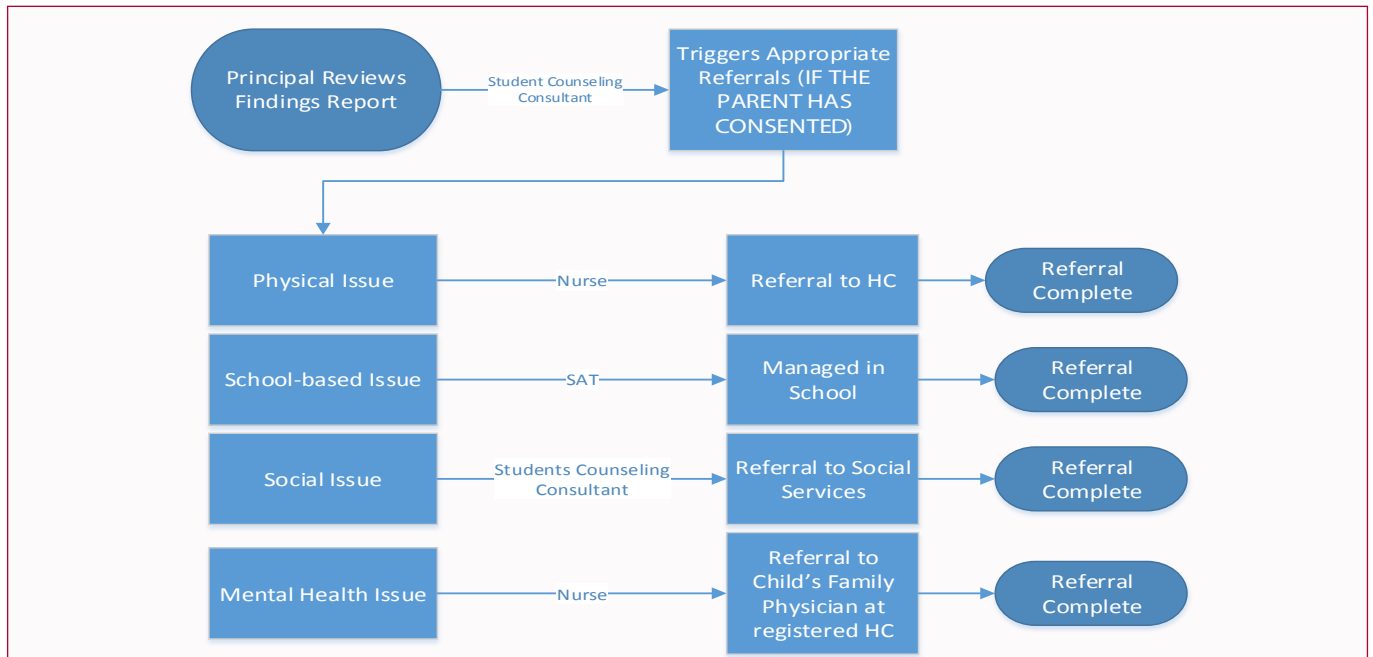 Principal Reviews
Findings Report
Student Counseling
Consultant
Triggers Appropriate
Referrals (IF THE
PARENT HAS
CONSENTED)
Physical Issue
Nurse
Referral to HC
Referral
Complete
School-based Issue
SAT
Managed in
School
Referral
Complete
Social Issue
Students Counseling
Consultant
Referral to Social
Services
Referral
Complete
Mental Health Issue
Nurse
Referral to
Child’s Family
Physician at
registered HC
Referral
Complete